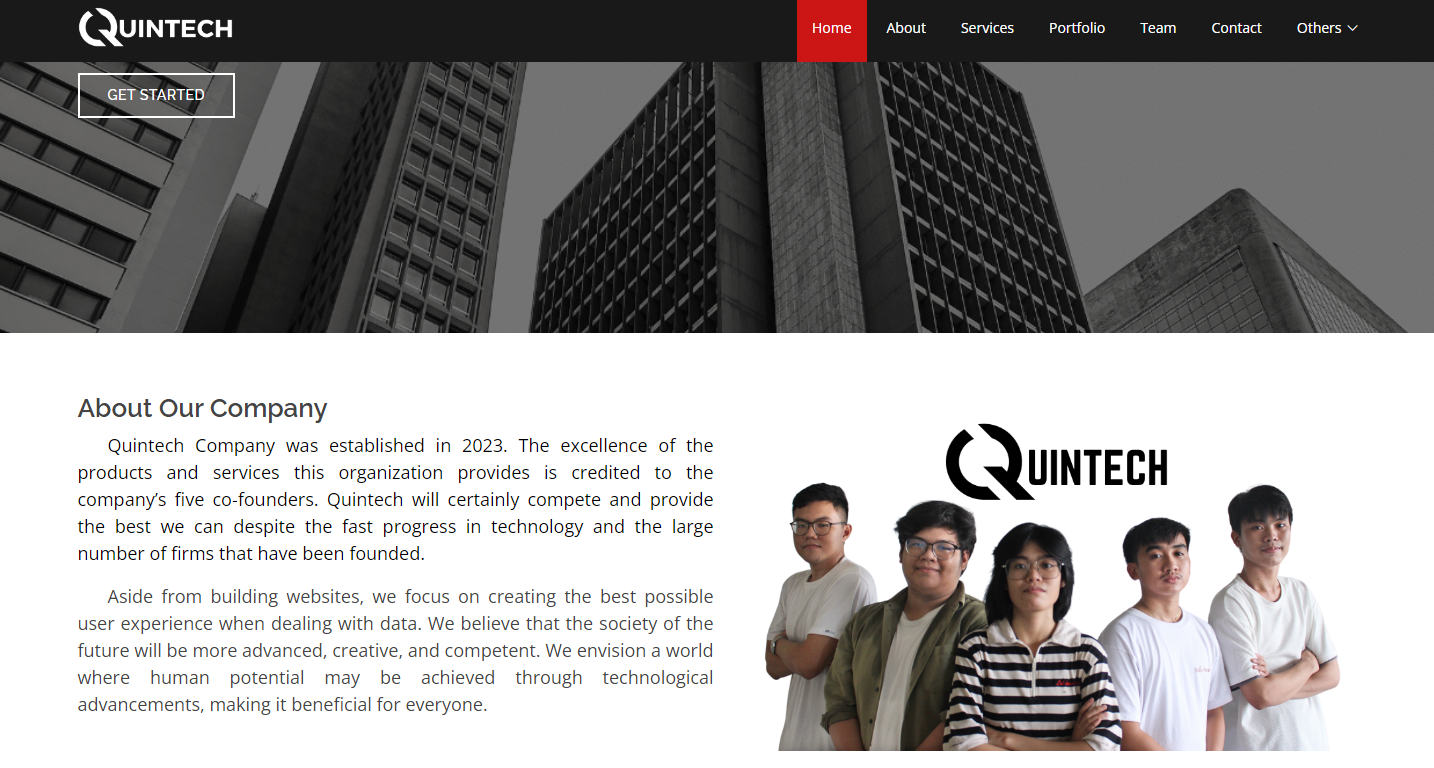 QUINTECH
Home About Services Portfolio Team Contact Others
GET STARTED
About Our Company
Quintech Company was established in 2023. The excellence of the
products and services this organization provides is credited to the
company’s five co-founders. Quintech will certainly compete and provide
the best we can despite the fast progress in technology and the large
number of firms that have been founded.
Aside from building websites, we focus on creating the best possible
user experience when dealing with data. We believe that the society of the
future will be more advanced, creative, and competent. We envision a world
where human potential may be achieved through technological
advancements, making it beneficial for everyone.
QUINTECH